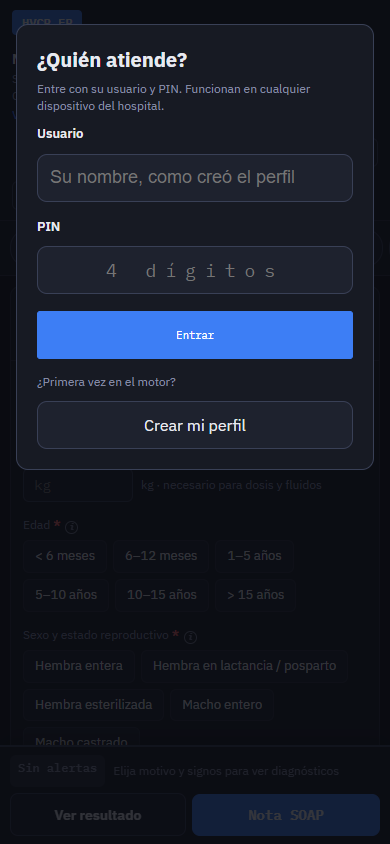 HVCR ER
¿Quién atiende?
Entre con su usuario y PIN. Funcionan en cualquier
dispositivo del hospital.
Usuario
Su nombre, como creó el perfil
PIN
4 dígitos
Entrar
¿Primera vez en el motor?
Crear mi perfil
kg
kg · necesario para dosis y fluidos
Edad * i
< 6 meses
6–12 meses
1–5 años
5–10 años
10–15 años
> 15 años
Sexo y estado reproductivo * i
Hembra entera
Hembra en lactancia / posparto
Hembra esterilizada
Macho entero
Macho castrado
Sin alertas
Elija motivo y signos para ver diagnósticos
Ver resultado
Nota SOAP